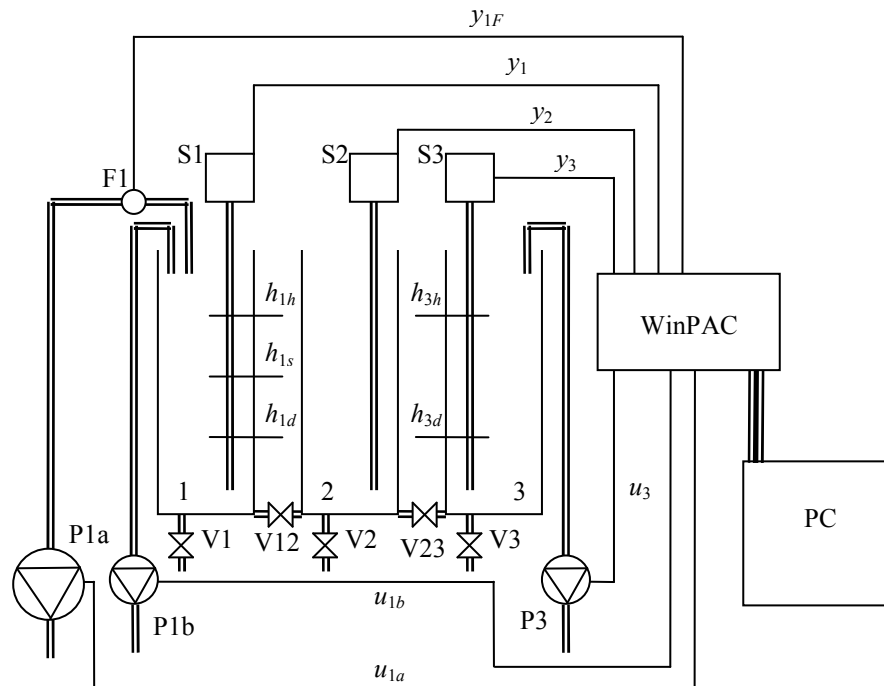 y1F
y1
y2
S1
S2
S3
y3
F1
h1h
h3h
WinPAC
h1s
h1d
h3d
1
2
3
u3
PC
V1
V12
V2
V23
V3
P1a
P1b
u1b
P3
u1a